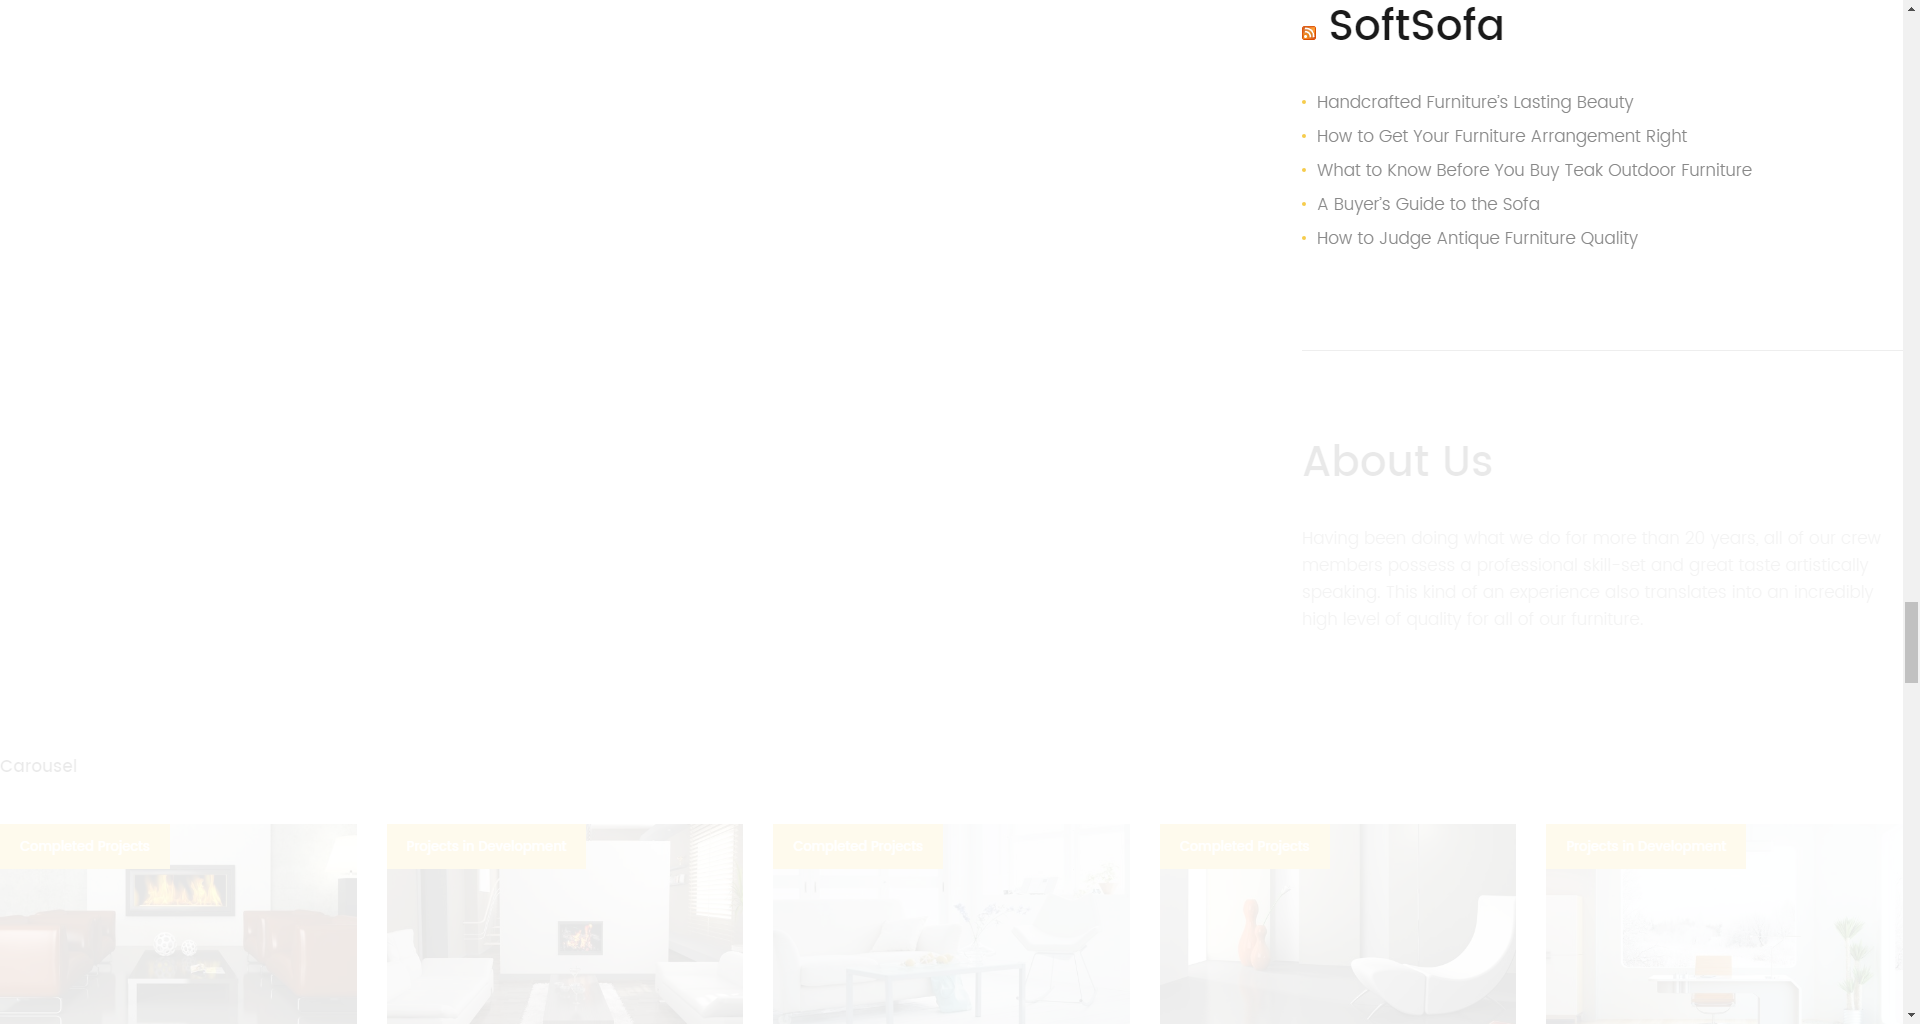 SoftSofa
Handcrafted Furniture's Lasting Beauty
How to Get Your Furniture Arrangement Right
What to Know Before You Buy Teak Outdoor Furniture
A Buyer's Guide to the Sofa
How to Judge Antique Furniture Quality
About Us
Having been doing what we do for more than 20 years, all of our crew
members possess a professional skill-set and great taste artistically
speaking. This kind of an experience also translates into an incredibly
high level of quality for all of our furniture.
Carousel
Completed Projects
Projects in Development
Completed Projects
Completed Projects
Projects in Development